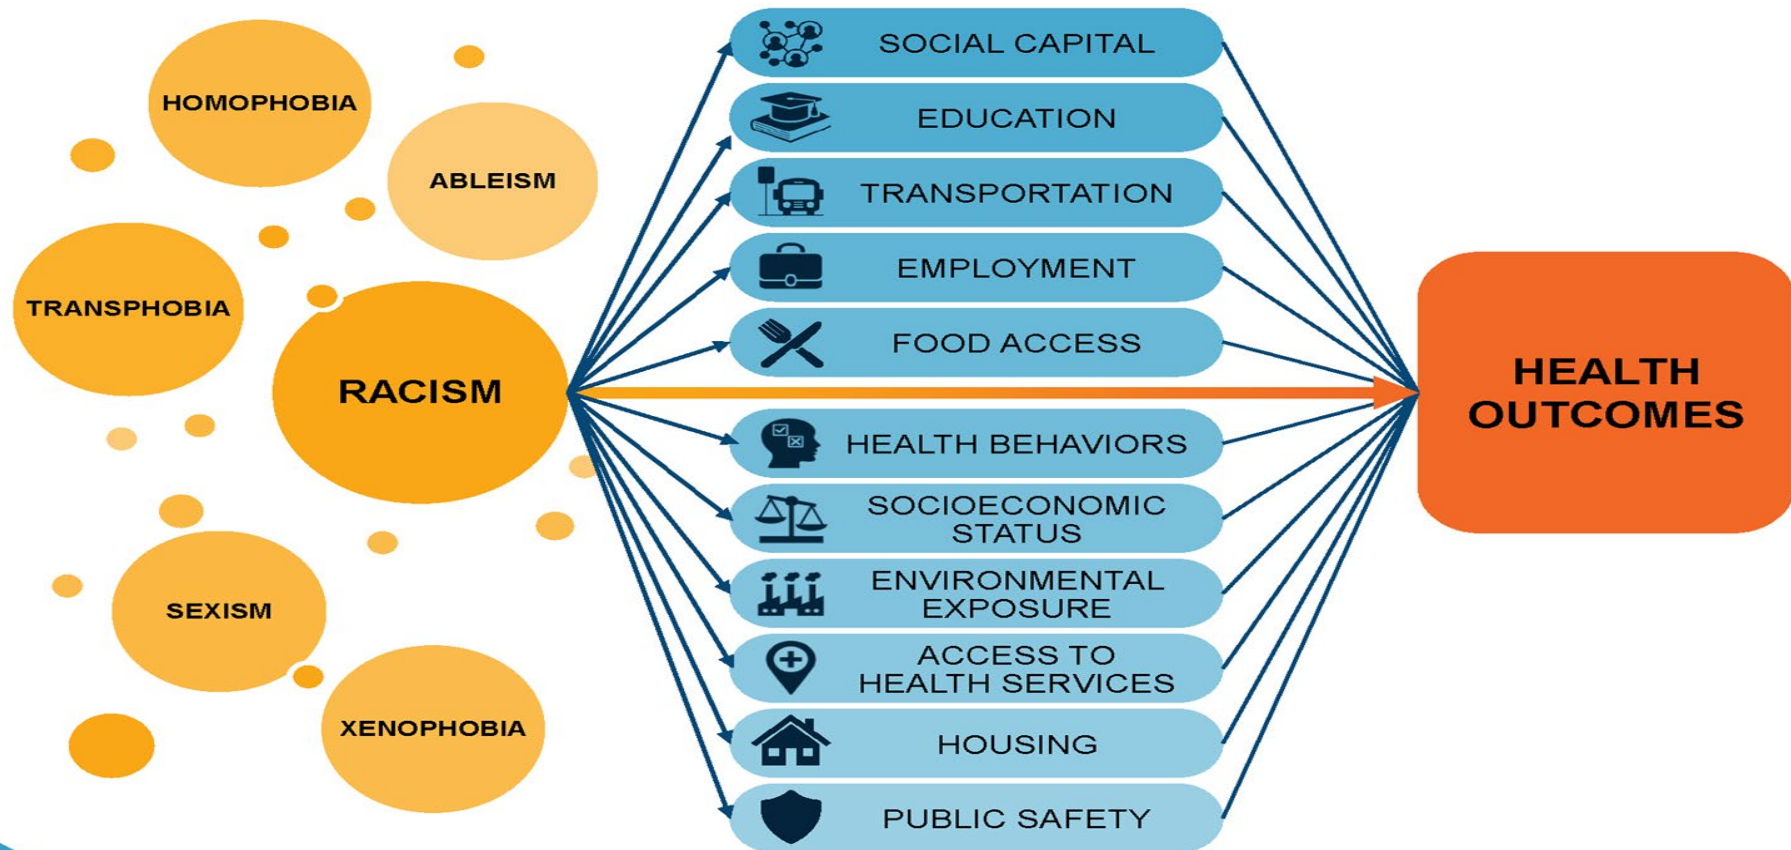 HOMOPHOBIA
ABLEISM
TRANSPHOBIA
RACISM
SEXISM
XENOPHOBIA
SOCIAL CAPITAL
EDUCATION
TRANSPORTATION
EMPLOYMENT
FOOD ACCESS
HEALTH BEHAVIORS
SOCIOECONOMIC
STATUS
ENVIRONMENTAL
EXPOSURE
ACCESS TO
HEALTH SERVICES
HOUSING
PUBLIC SAFETY
HEALTH
OUTCOMES